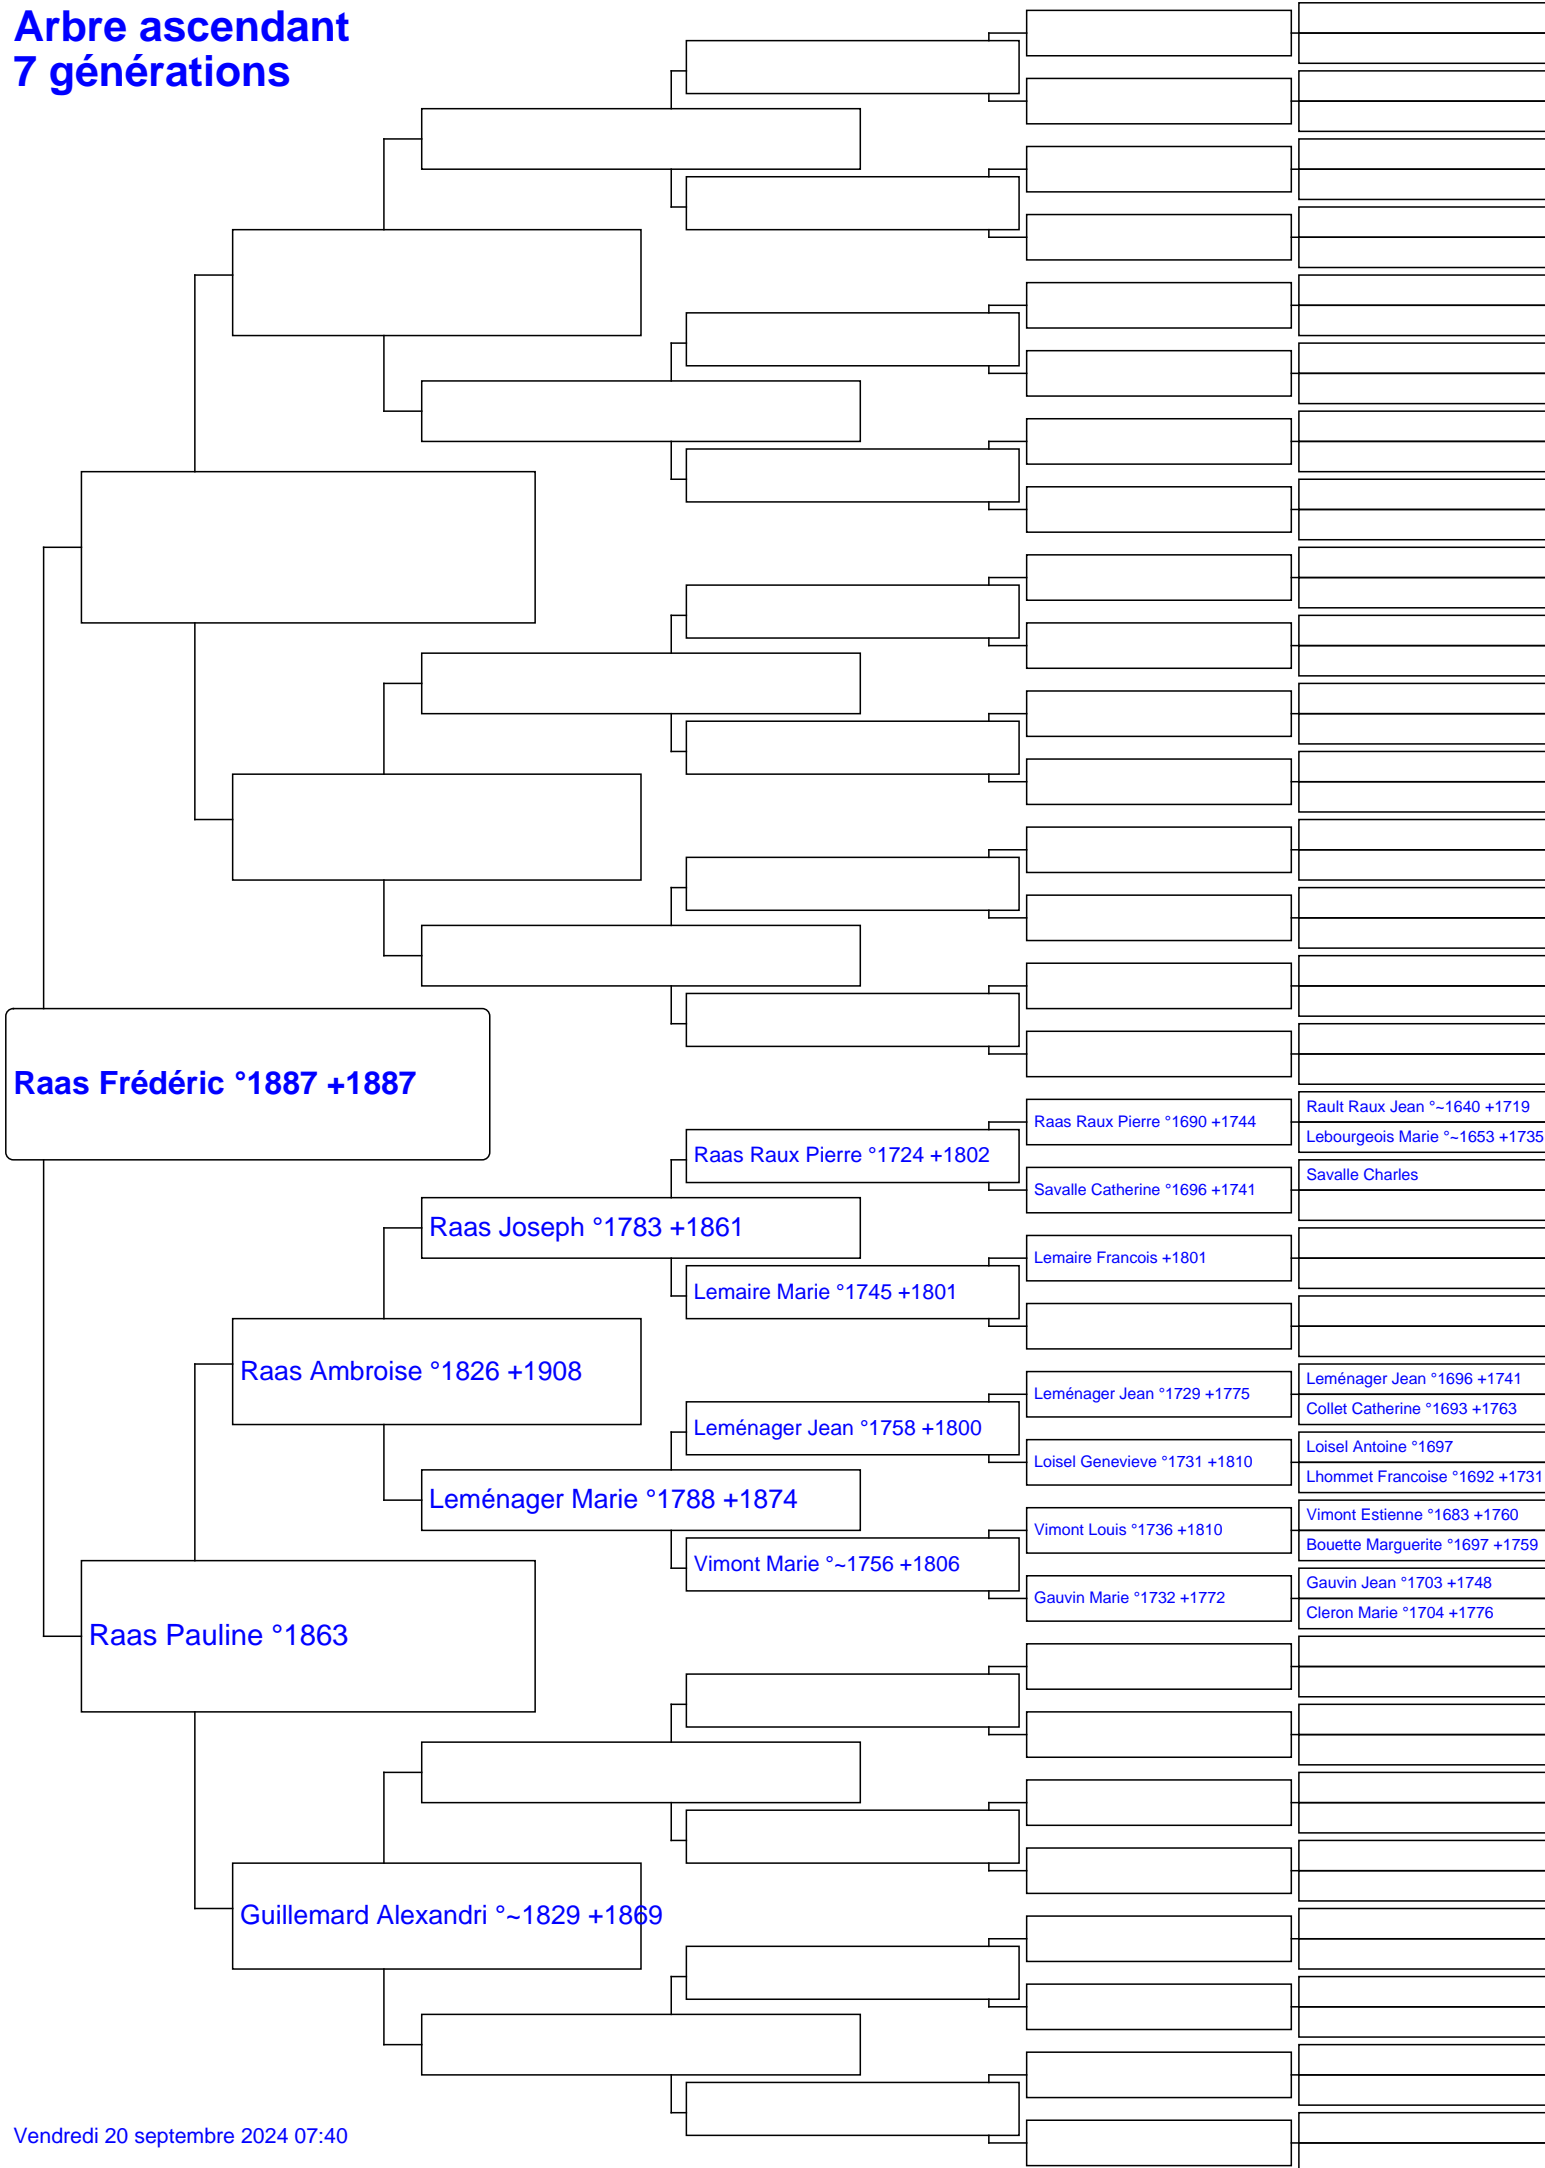 Arbre ascendant
7 générations
Raas Frédéric °1887 +1887
Raas Pauline °1863
Raas Ambroise °1826 +1908
Guillemard Alexandri °~1829 +1869
Raas Joseph °1783 +1861
Leménager Marie °1788 +1874
Raas Raux Pierre °1724 +1802
Lemaire Marie °1745 +1801
Leménager Jean °1758 +1800
Vimont Marie °~1756 +1806
Raas Raux Pierre °1690 +1744
Savalle Catherine °1696 +1741
Lemaire Francois +1801
Leménager Jean °1729 +1775
Loisel Genevieve °1731 +1810
Vimont Louis °1736 +1810
Gauvin Marie °1732 +1772
Rault Raux Jean °~1640 +1719
Lebourgeois Marie °~1653 +1735
Savalle Charles
Leménager Jean °1696 +1741
Collet Catherine °1693 +1763
Loisel Antoine °1697
Lhommet Francoise °1692 +1731
Vimont Estienne °1683 +1760
Bouette Marguerite °1697 +1759
Gauvin Jean °1703 +1748
Cleron Marie °1704 +1776
Vendredi 20 septembre 2024 07:40